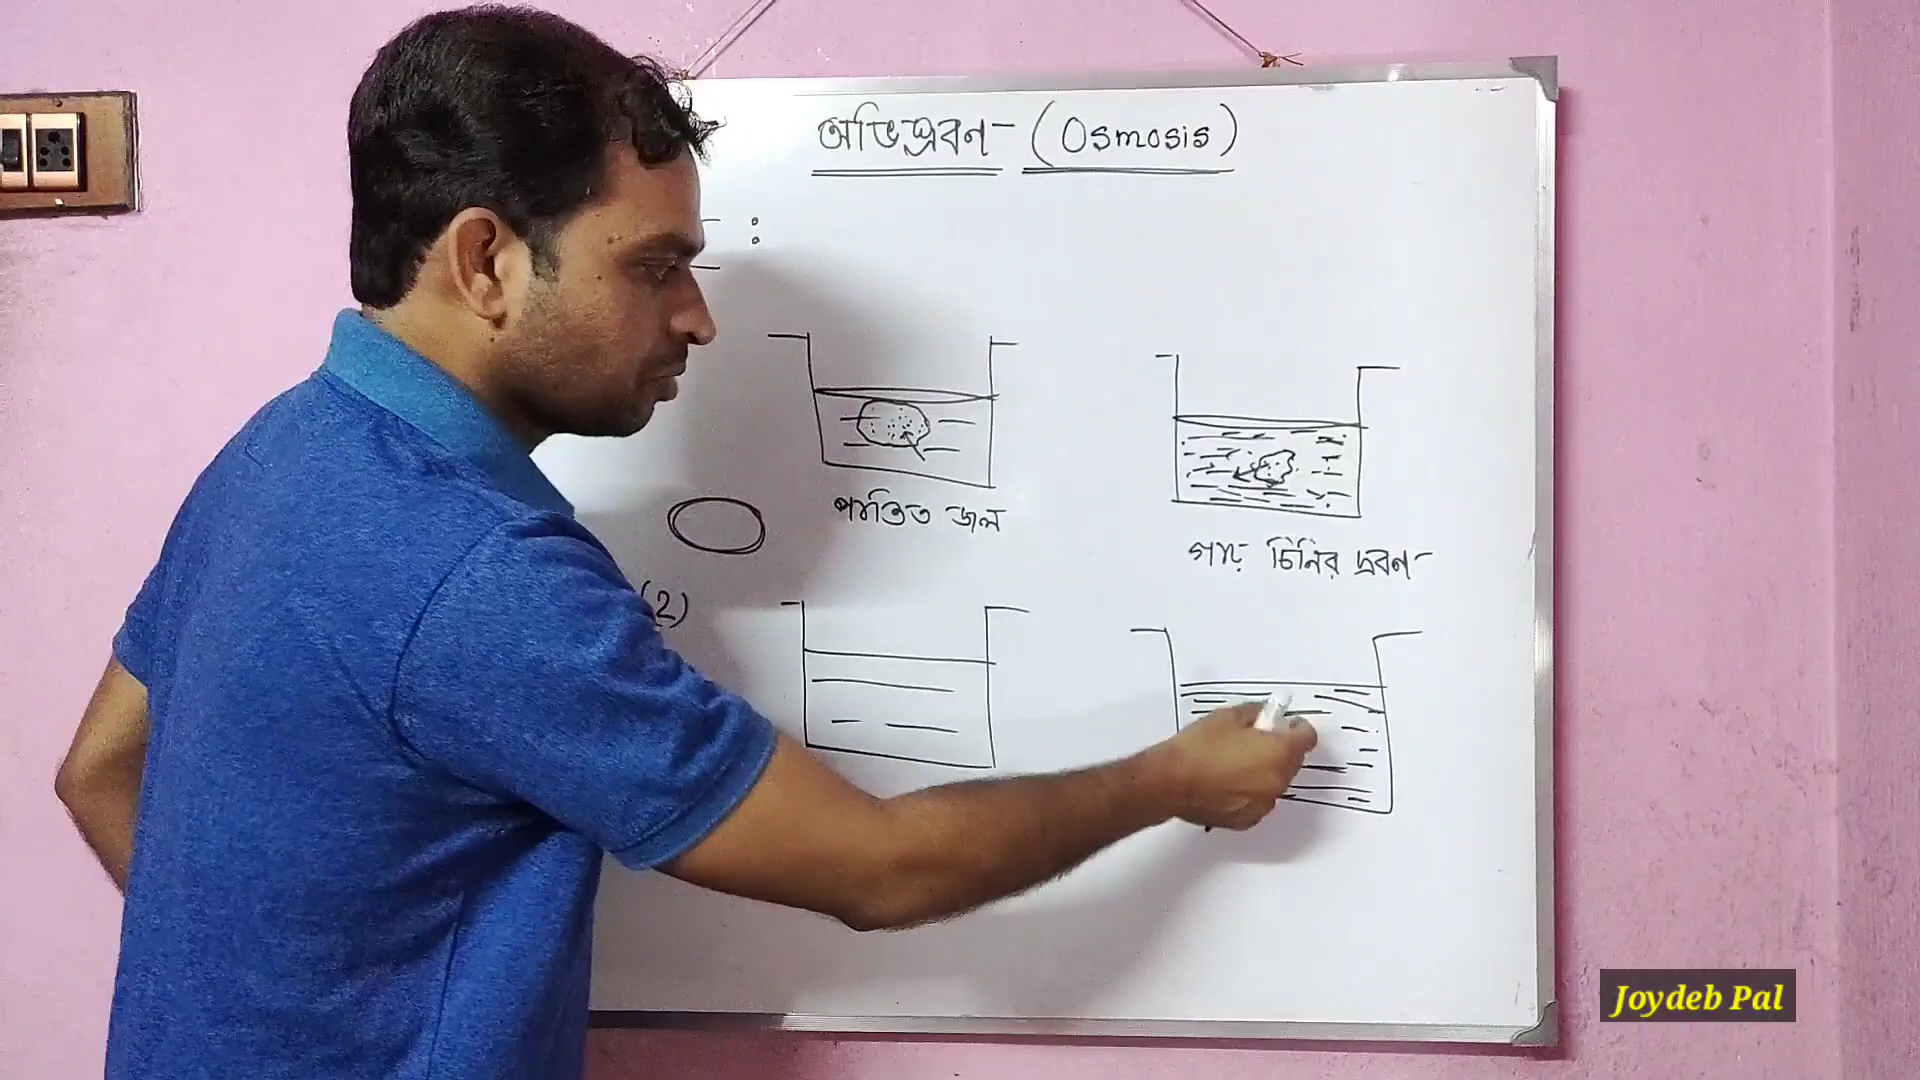 অভিস্রবণ (Osmosis)
:
পাতিত জল
গাঢ় চিনির দ্রবণ
(2)
Joydeb Pal